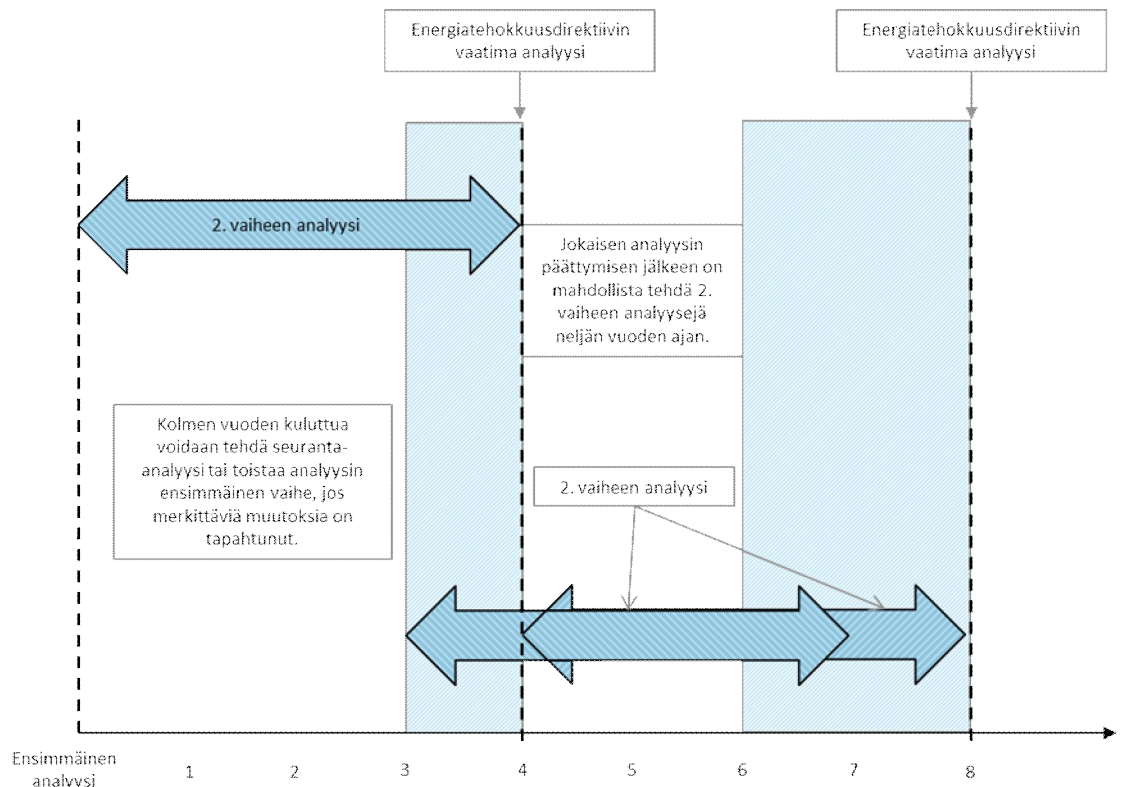 Energiatehokkuusdirektiivin
vaatima analyysi
Energiatehokkuusdirektiivin
vaatima analyysi
2. vaiheen analyysi
Jokaisen analyysin
päättymisen jälkeen on
mahdollista tehdä 2.
vaiheen analyysejä
neljän vuoden ajan.
Kolmen vuoden kuluttua
voidaan tehdä seuranta-
analyysi tai toistaa analyysin
ensimmäinen vaihe, jos
merkittäviä muutoksia on
tapahtunut.
2. vaiheen analyysi
Ensimmäinen
analyysi
1
2
3
4
5
6
7
8